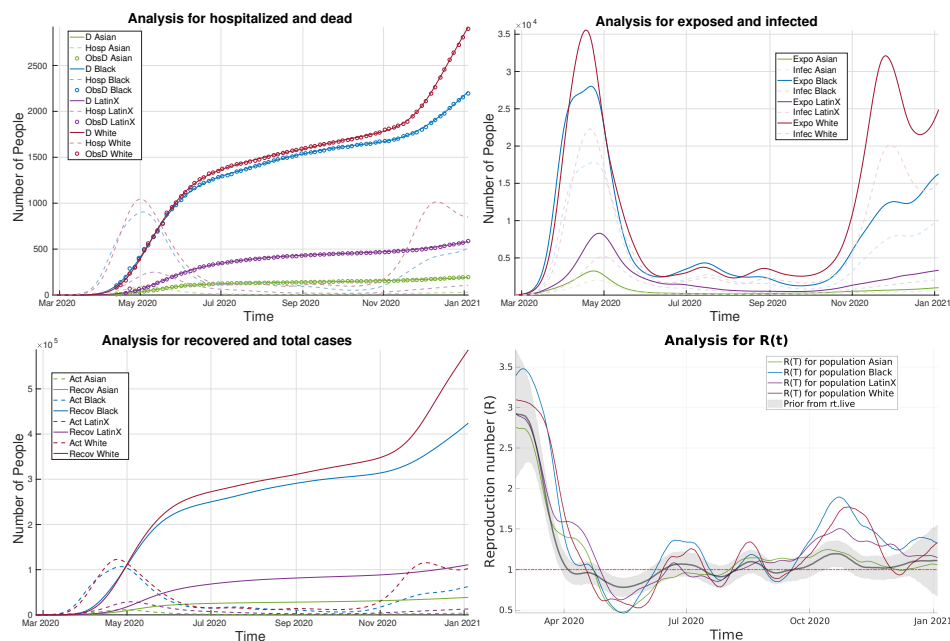 Analysis for hospitalized and dead
Number of People
2500
2000
1500
1000
500
0
D Asian
Hosp Asian
ObsD Asian
D Black
Hosp Black
ObsD Black
D LatinX
Hosp LatinX
ObsD LatinX
D White
Hosp White
ObsD White
Mar 2020
May 2020
Jul 2020
Sep 2020
Nov 2020
Jan 2021
Time
Analysis for exposed and infected
×10⁴
Number of People
3.5
3
2.5
2
1.5
1
0.5
0
Expo Asian
Infec Asian
Expo Black
Infec Black
Expo LatinX
Infec LatinX
Expo White
Infec White
Mar 2020
May 2020
Jul 2020
Sep 2020
Nov 2020
Jan 2021
Time
Analysis for recovered and total cases
×10⁵
Number of People
5
4
3
2
1
0
Act Asian
Recov Asian
Act Black
Recov Black
Act LatinX
Recov LatinX
Act White
Recov White
Mar 2020
May 2020
Jul 2020
Sep 2020
Nov 2020
Jan 2021
Time
Analysis for R(t)
Reproduction number (R)
3.5
3
2.5
2
1.5
1
0.5
R(T) for population Asian
R(T) for population Black
R(T) for population LatinX
R(T) for population White
Prior from rt.live
Apr 2020
Jul 2020
Oct 2020
Jan 2021
Time